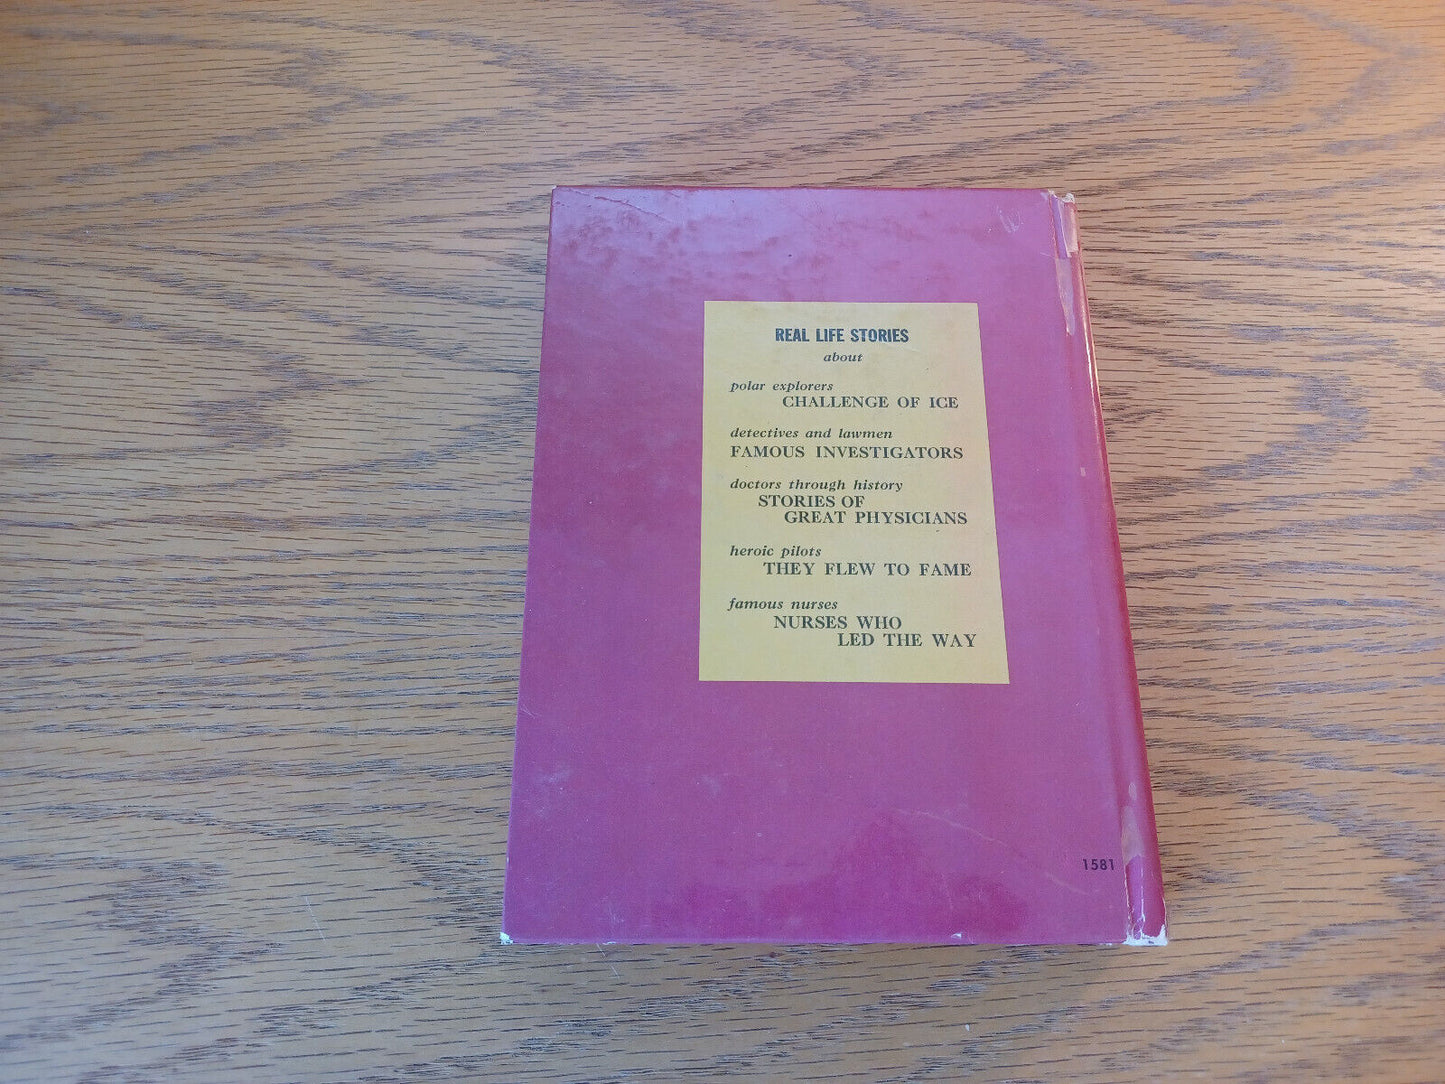 REAL LIFE STORIES
about
polar explorers
CHALLENGE OF ICE
detectives and lawmen
FAMOUS INVESTIGATORS
doctors through history
STORIES OF
GREAT PHYSICIANS
heroic pilots
THEY FLEW TO FAME
famous nurses
NURSES WHO
LED THE WAY
1581